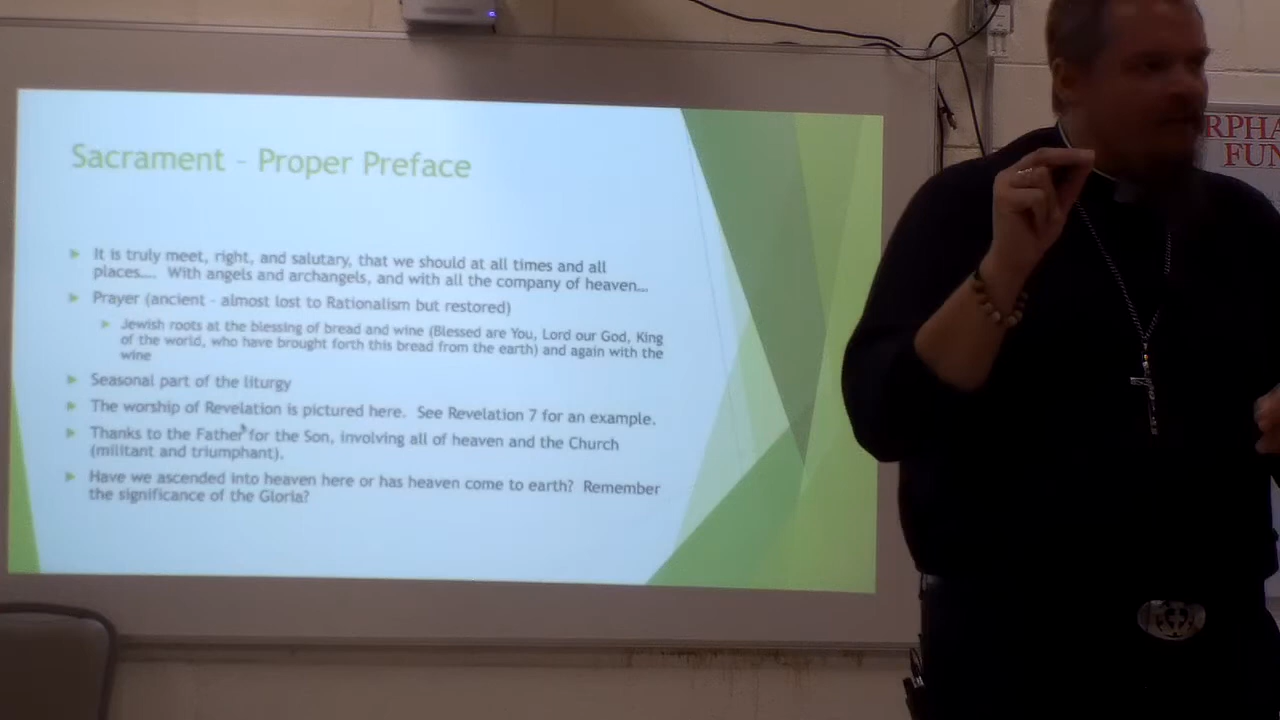 Sacrament – Proper Preface
It is truly meet, right, and salutary, that we should at all times and all
places.... With angels and archangels, and with all the company of heaven…
Prayer (ancient – almost lost to Rationalism but restored)
Jewish roots at the blessing of bread and wine (Blessed are You, Lord our God, King
of the world, who have brought forth this bread from the earth) and again with the
wine
Seasonal part of the liturgy
The worship of Revelation is pictured here. See Revelation 7 for an example.
Thanks to the Father for the Son, involving all of heaven and the Church
(militant and triumphant).
Have we ascended into heaven here or has heaven come to earth? Remember
the significance of the Gloria?
RPHA
FUN